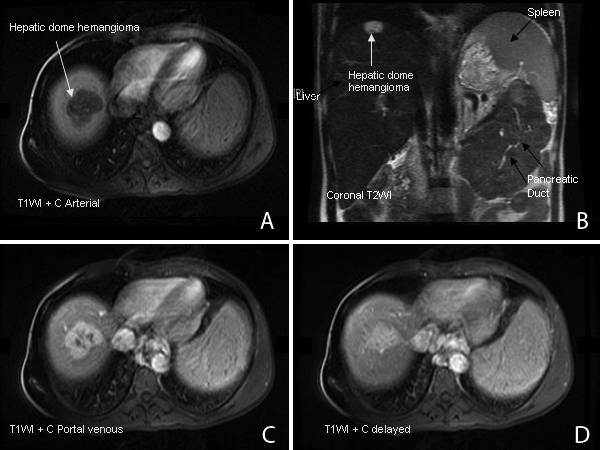 Hepatic dome hemangioma
T1WI + C Arterial
A
Spleen
Hepatic dome
hemangioma
Liver
Pancreatic
Duct
Coronal T2WI
B
T1WI + C Portal venous
C
T1WI + C delayed
D